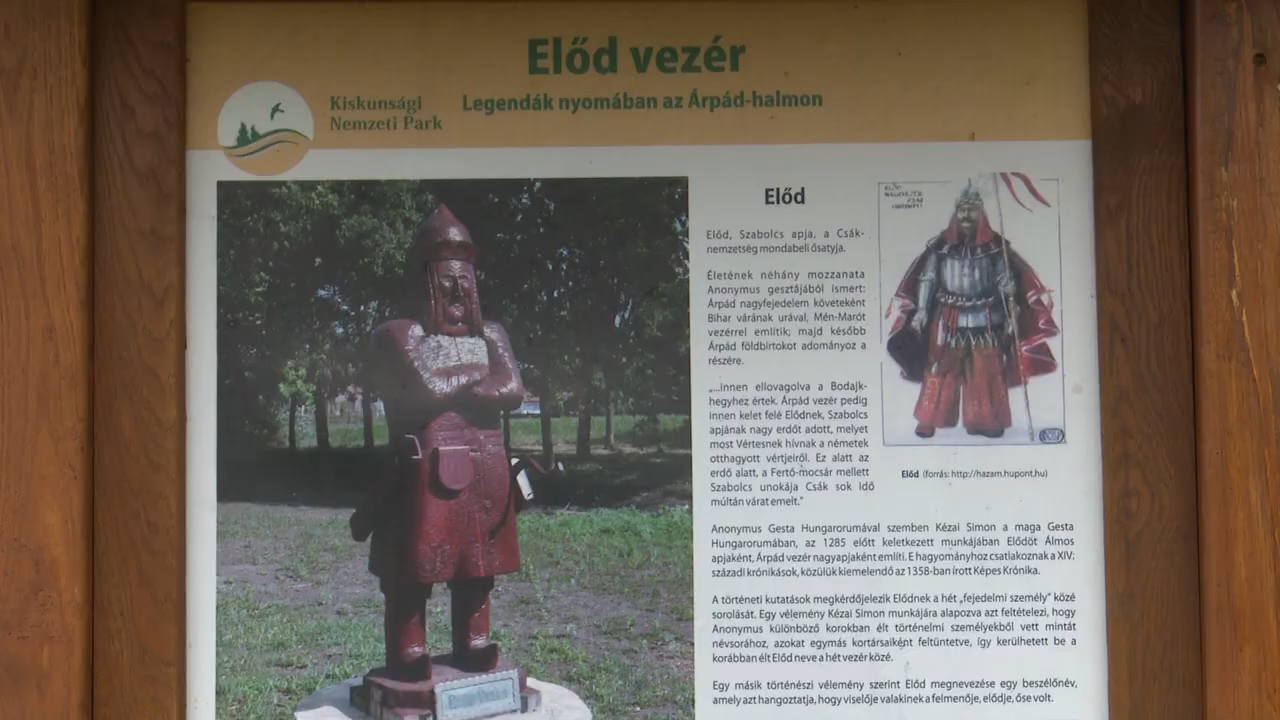 Előd vezér
Kiskunsági
Nemzeti Park
Legendák nyomában az Árpád-halmon
Előd
Előd, Szabolcs apja, a Csák-
nemzetség mondabeli ősatyja.
Életének néhány mozzanata
Anonymus gesztájából ismert:
Árpád nagyfejedelem követeként
Bihar várának urával, Mén-Marót
vezérrel említik; majd később
Árpád földbirtokot adományoz a
részére.
„...innen ellovagolva a Bodajk-
hegyhez értek. Árpád vezér pedig
innen kelet felé Elődnek, Szabolcs
apjának nagy erdőt adott, melyet
most Vértesnek hívnak a németek
otthagyott vértjeiről. Ez alatt az
erdő alatt, a Fertő-mocsár mellett
Szabolcs unokája Csák sok idő
múltán várat emelt."
Előd (forrás: http://hazam.hupont.hu)
Anonymus Gesta Hungarorumával szemben Kézai Simon a maga Gesta
Hungarorumában, az 1285 előtt keletkezett munkájában Elődöt Álmos
apjaként, Árpád vezér nagyapjaként említi. E hagyományhoz csatlakoznak a XIV.
századi krónikások, közülük kiemelendő az 1358-ban írott Képes Krónika.
A történeti kutatások megkérdőjelezik Elődnek a hét „fejedelmi személy" közé
sorolását. Egy vélemény Kézai Simon munkájára alapozva azt feltételezi, hogy
Anonymus különböző korokban élt történelmi személyekből vett mintát
névsorához, azokat egymás kortársaiként feltüntetve, így kerülhetett be a
korábban élt Előd neve a hét vezér közé.
Egy másik történészi vélemény szerint Előd megnevezése egy beszélőnév,
amely azt hangoztatja, hogy viselője valakinek a felmenője, elődje, őse volt.